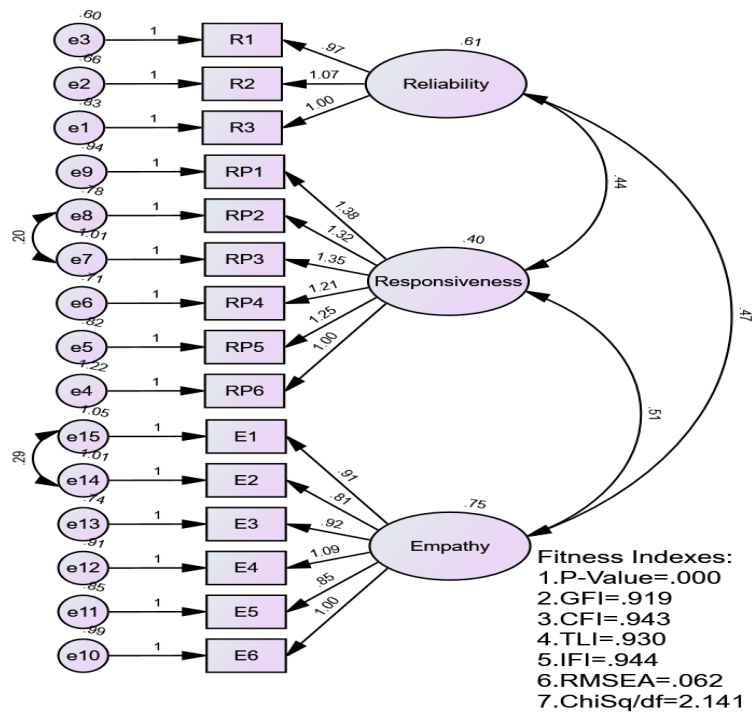 .60
e3 1 R1 .97 .61
.66
e2 1 R2 1.07 Reliability
.83
e1 1 R3 1.00
.94
e9 1 RP1 .44
.78
e8 1 RP2 1.38
.20 1.01 1.32 .40
e7 1 RP3 1.35
.71 Responsiveness
e6 1 RP4 1.21 .47
.82
e5 1 RP5 1.25
1.22 1.00
e4 1 RP6
1.05 .51
e15 1 E1
.29 1.01 .91
e14 1 E2 .81
.74 .75
e13 1 E3 .92
.91 Empathy
e12 1 E4 1.09
.85
e11 1 E5 .85
.99 1.00
e10 1 E6
Fitness Indexes:
1.P-Value=.000
2.GFI=.919
3.CFI=.943
4.TLI=.930
5.IFI=.944
6.RMSEA=.062
7.ChiSq/df=2.141